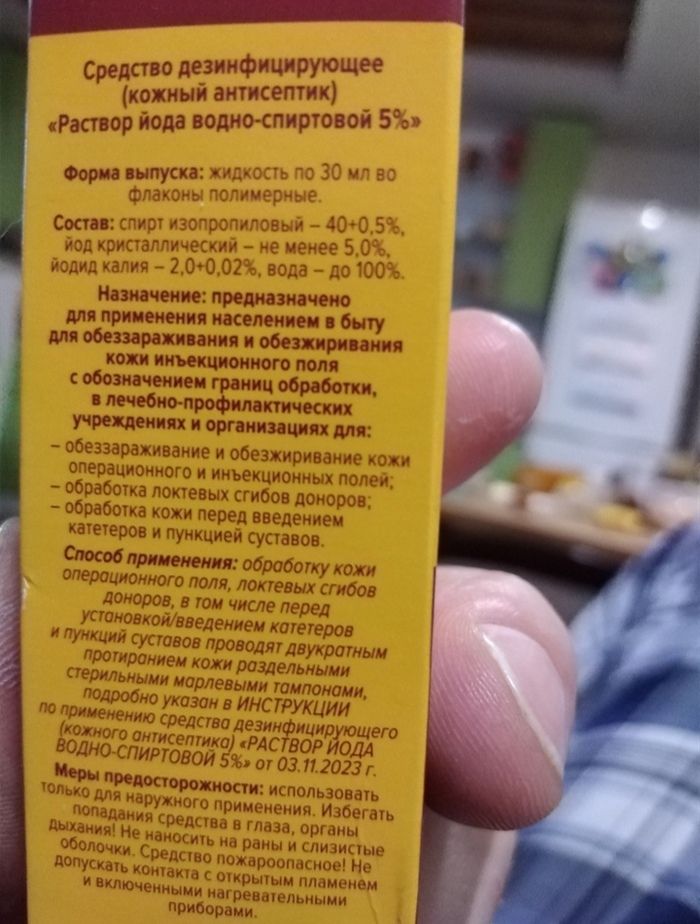 Средство дезинфицирующее
(кожный антисептик)
«Раствор йода водно-спиртовой 5%»
Форма выпуска: жидкость по 30 мл во
флаконы полимерные.
Состав: спирт изопропиловый – 40+0,5%,
йод кристаллический – не менее 5,0%,
йодид калия – 2,0+0,02%, вода – до 100%.
Назначение: предназначено
для применения населением в быту
для обеззараживания и обезжиривания
кожи инъекционного поля
с обозначением границ обработки,
в лечебно-профилактических
учреждениях и организациях для:
– обеззараживание и обезжиривание кожи
операционного и инъекционных полей;
– обработка локтевых сгибов доноров;
– обработка кожи перед введением
катетеров и пункцией суставов.
Способ применения: обработку кожи
операционного поля, локтевых сгибов
доноров, в том числе перед
установкой/введением катетеров
и пункций суставов проводят двукратным
протиранием кожи раздельными
стерильными марлевыми тампонами,
подробно указан в ИНСТРУКЦИИ
по применению средства дезинфицирующего
(кожного антисептика) «РАСТВОР ЙОДА
ВОДНО-СПИРТОВОЙ 5%» от 03.11.2023 г.
Меры предосторожности: использовать
только для наружного применения. Избегать
попадания средства в глаза, органы
дыхания! Не наносить на раны и слизистые
оболочки. Средство пожароопасное! Не
допускать контакта с открытым пламенем
и включенными нагревательными
приборами.